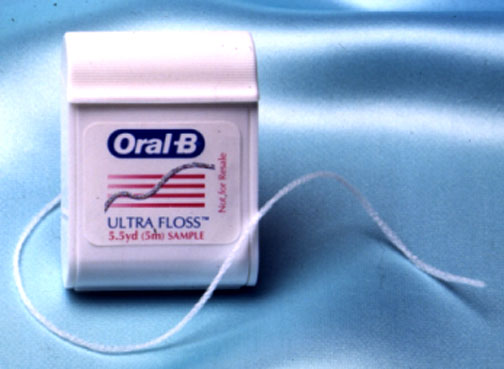 Oral-B
Not for Resale
ULTRA FLOSS™
5.5yd (5m) SAMPLE